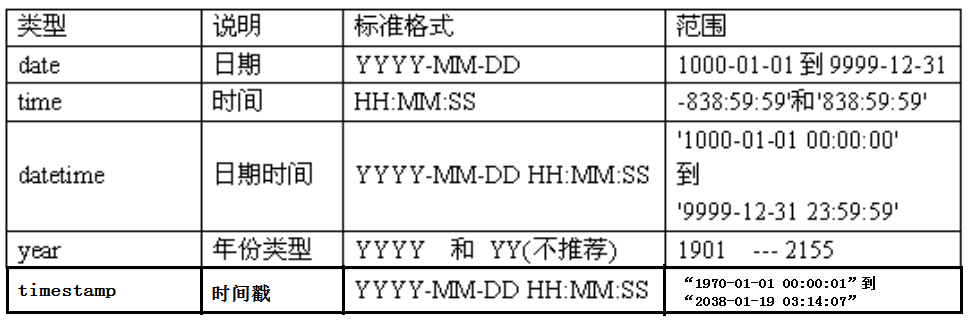 类型 说明 标准格式 范围
date 日期 YYYY-MM-DD 1000-01-01 到 9999-12-31
time 时间 HH:MM:SS -838:59:59'和'838:59:59'
datetime 日期时间 YYYY-MM-DD HH:MM:SS '1000-01-01 00:00:00'
到
'9999-12-31 23:59:59'
year 年份类型 YYYY 和 YY(不推荐) 1901 --- 2155
timestamp 时间戳 YYYY-MM-DD HH:MM:SS “1970-01-01 00:00:01”到
“2038-01-19 03:14:07”